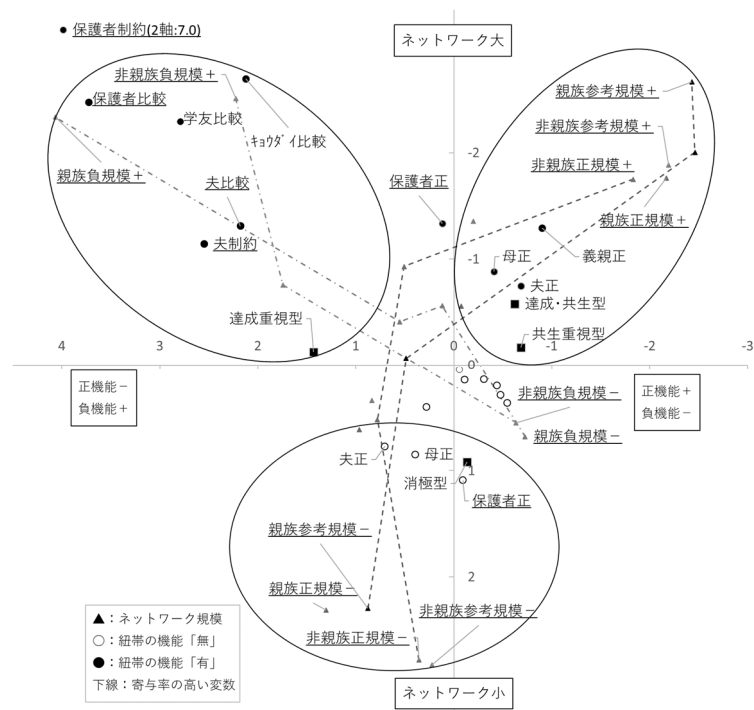 保護者制約(2軸:7.0)
ネットワーク大
非親族負規模+
保護者比較
学友比較
ｷｮｳﾀﾞｲ比較
親族負規模+
夫比較
夫制約
達成重視型
親族参考規模+
非親族参考規模+
非親族正規模+
親族正規模+
保護者正
母正
義親正
夫正
達成・共生型
共生重視型
-2
-1
4
3
2
1
0
-1
-2
0
1
2
正機能－
負機能+
正機能+
負機能－
非親族負規模－
親族負規模－
夫正
母正
消極型
保護者正
親族参考規模－
親族正規模－
非親族参考規模－
非親族正規模－
ネットワーク小
▲：ネットワーク規模
○：紐帯の機能「無」
●：紐帯の機能「有」
下線：寄与率の高い変数